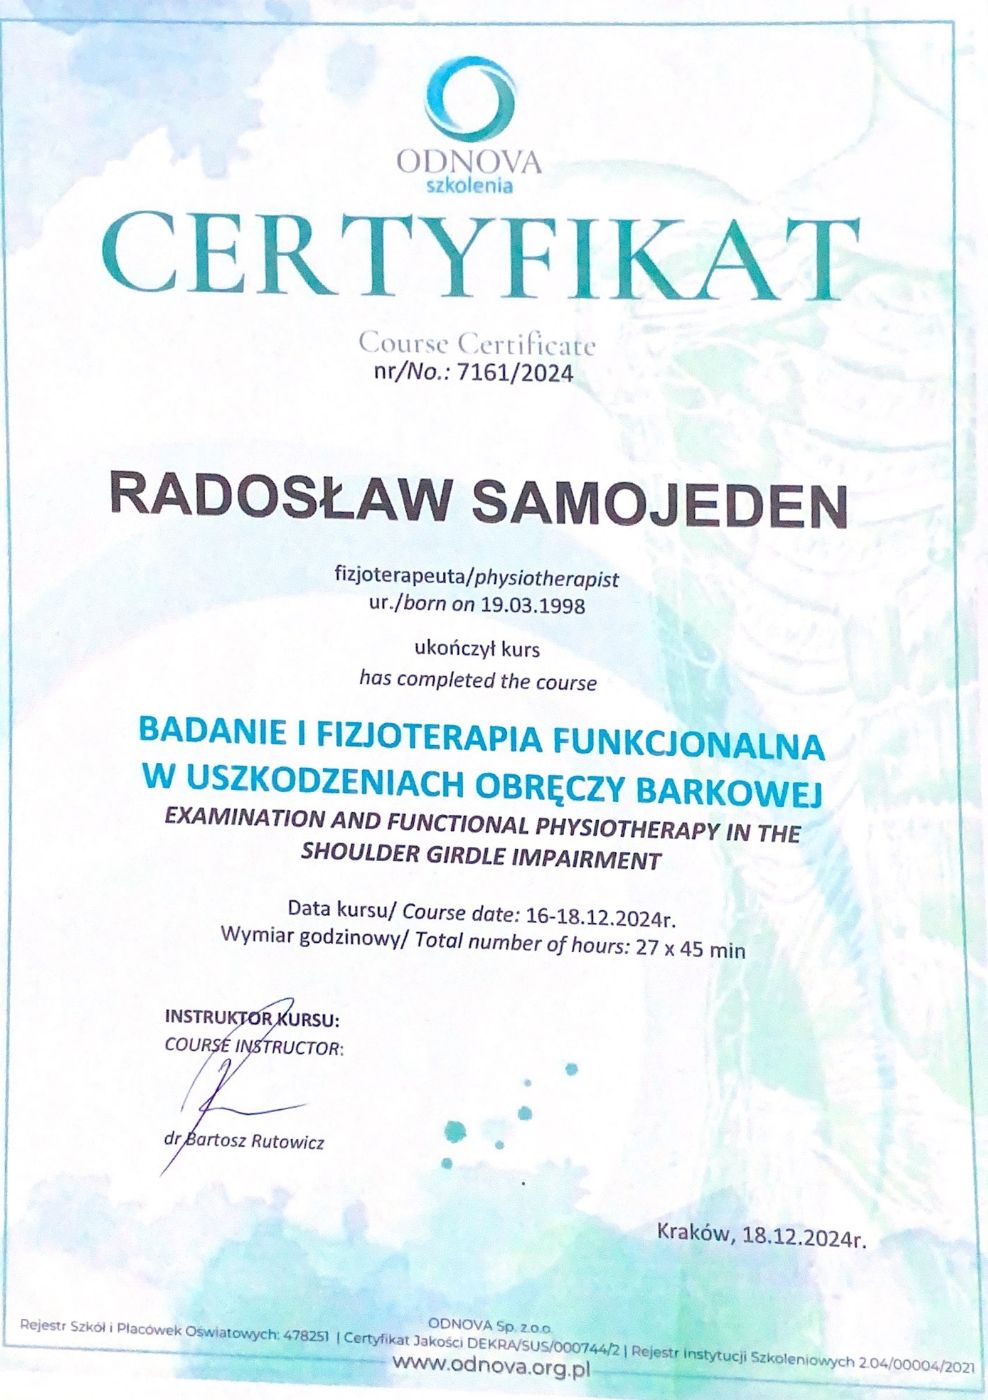 ODNOVA
szkolenia
CERTYFIKAT
Course Certificate
nr/No.: 7161/2024
RADOSŁAW SAMOJEDEN
fizjoterapeuta/physiotherapist
ur./born on 19.03.1998
ukończył kurs
has completed the course
BADANIE I FIZJOTERAPIA FUNKCJONALNA
W USZKODZENIACH OBRĘCZY BARKOWEJ
EXAMINATION AND FUNCTIONAL PHYSIOTHERAPY IN THE
SHOULDER GIRDLE IMPAIRMENT
Data kursu/ Course date: 16-18.12.2024r.
Wymiar godzinowy/ Total number of hours: 27 x 45 min
INSTRUKTOR KURSU:
COURSE INSTRUCTOR:
dr Bartosz Rutowicz
Kraków, 18.12.2024r.
ODNOVA Sp. z.o.o.
Rejestr Szkół i Placówek Oświatowych: 478251 | Certyfikat Jakości DEKRA/SUS/000744/2 | Rejestr Instytucji Szkoleniowych 2.04/00004/2021
www.odnova.org.pl